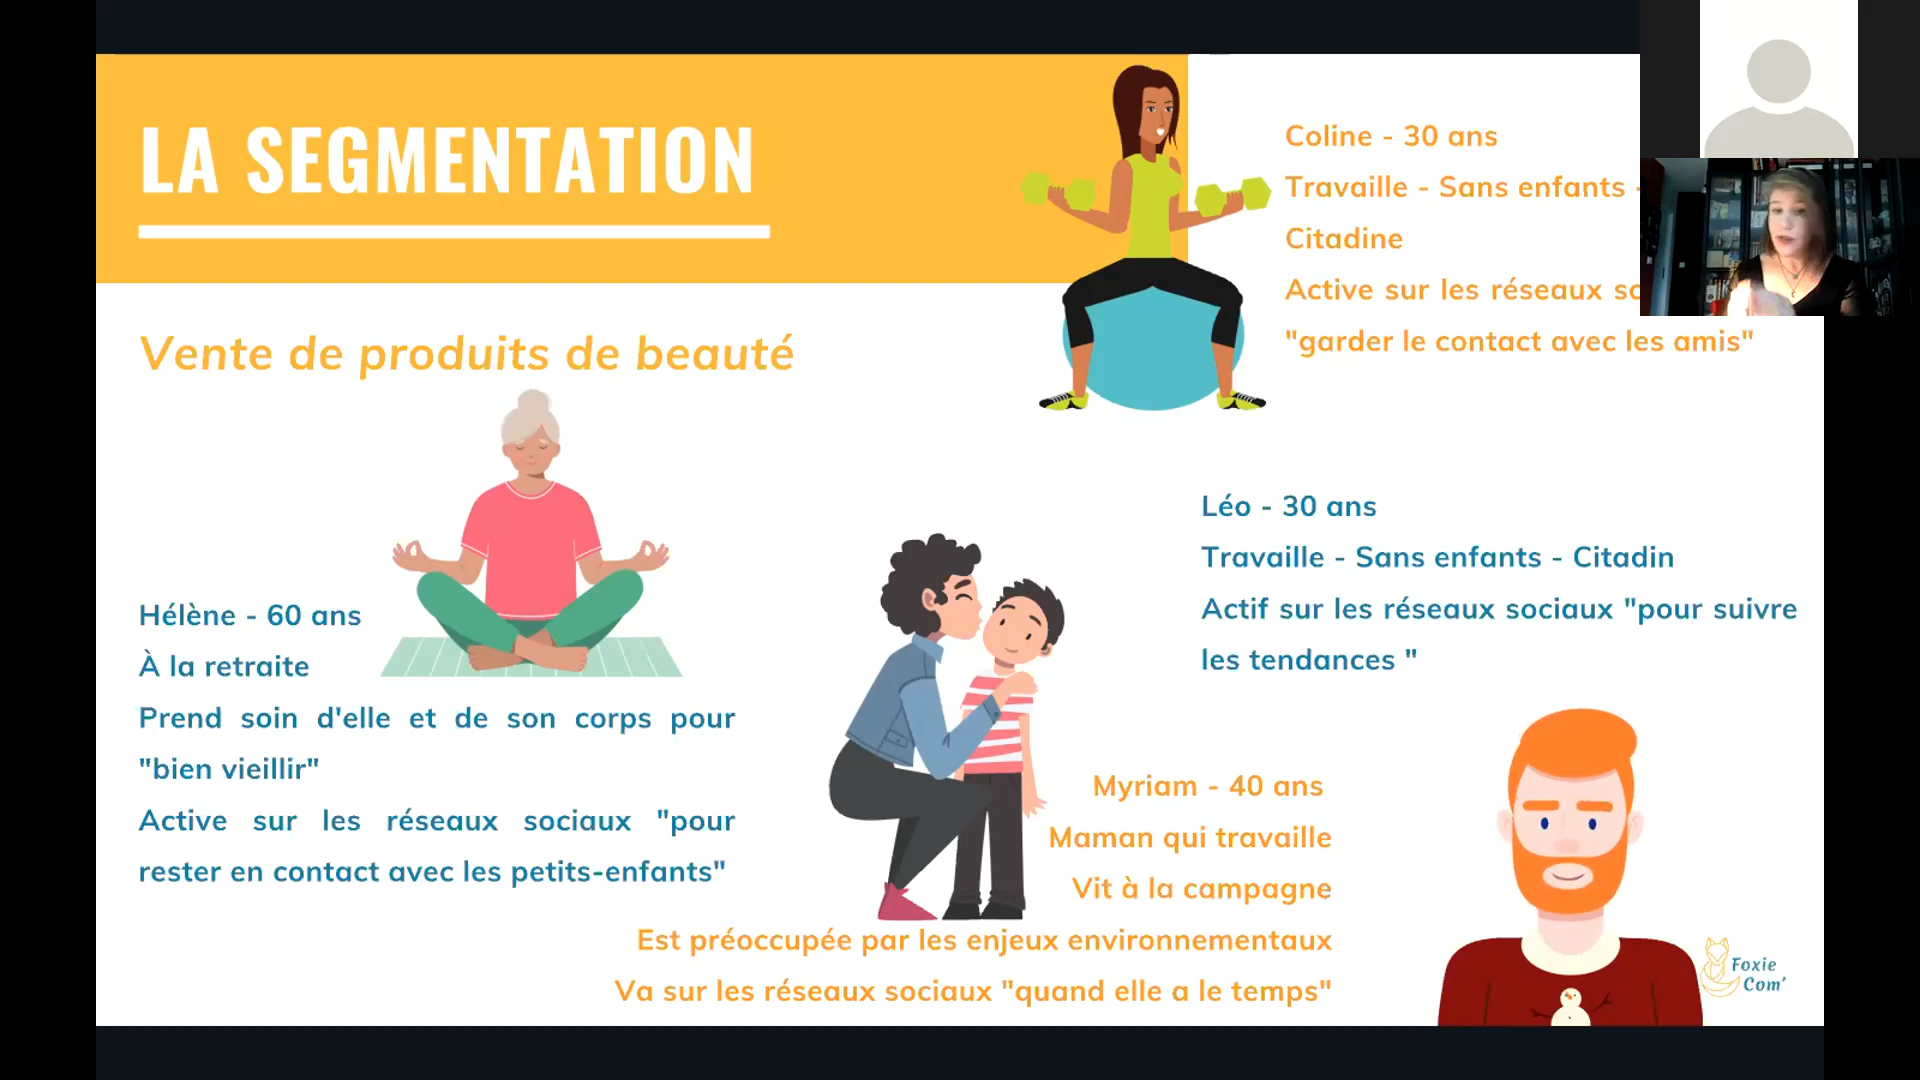 LA SEGMENTATION
Vente de produits de beauté
Coline - 30 ans
Travaille - Sans enfants -
Citadine
Active sur les réseaux
"garder le contact avec les amis"
Léo - 30 ans
Travaille - Sans enfants - Citadin
Actif sur les réseaux sociaux "pour suivre
les tendances "
Hélène - 60 ans
À la retraite
Prend soin d'elle et de son corps pour
"bien vieillir"
Active sur les réseaux sociaux "pour
rester en contact avec les petits-enfants"
Myriam - 40 ans
Maman qui travaille
Vit à la campagne
Est préoccupée par les enjeux environnementaux
Va sur les réseaux sociaux "quand elle a le temps"
Foxie
Com'